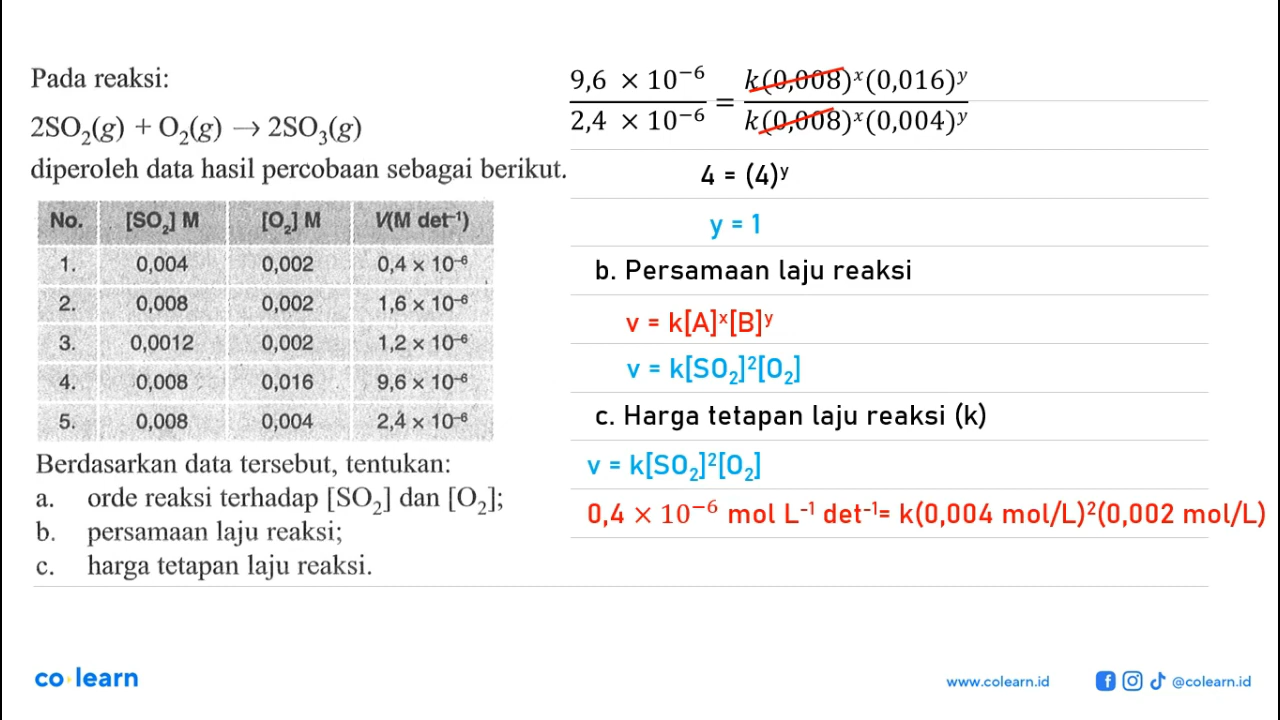 Pada reaksi:
2SO₂(g) + O₂(g) → 2SO₃(g)
diperoleh data hasil percobaan sebagai berikut.
No. [SO₂] M [O₂] M V(M det⁻¹)
1. 0,004 0,002 0,4 × 10⁻⁶
2. 0,008 0,002 1,6 × 10⁻⁶
3. 0,0012 0,002 1,2 × 10⁻⁶
4. 0,008 0,016 9,6 × 10⁻⁶
5. 0,008 0,004 2,4 × 10⁻⁶
Berdasarkan data tersebut, tentukan:
a. orde reaksi terhadap [SO₂] dan [O₂];
b. persamaan laju reaksi;
c. harga tetapan laju reaksi.
9,6 × 10⁻⁶ = k(0,008)ˣ(0,016)ʸ
2,4 × 10⁻⁶ k(0,008)ˣ(0,004)ʸ
4 = (4)ʸ
y = 1
b. Persamaan laju reaksi
v = k[A]ˣ[B]ʸ
v = k[SO₂]²[O₂]
c. Harga tetapan laju reaksi (k)
v = k[SO₂]²[O₂]
0,4 × 10⁻⁶ mol L⁻¹ det⁻¹= k(0,004 mol/L)²(0,002 mol/L)
co learn
www.colearn.id
@colearn.id